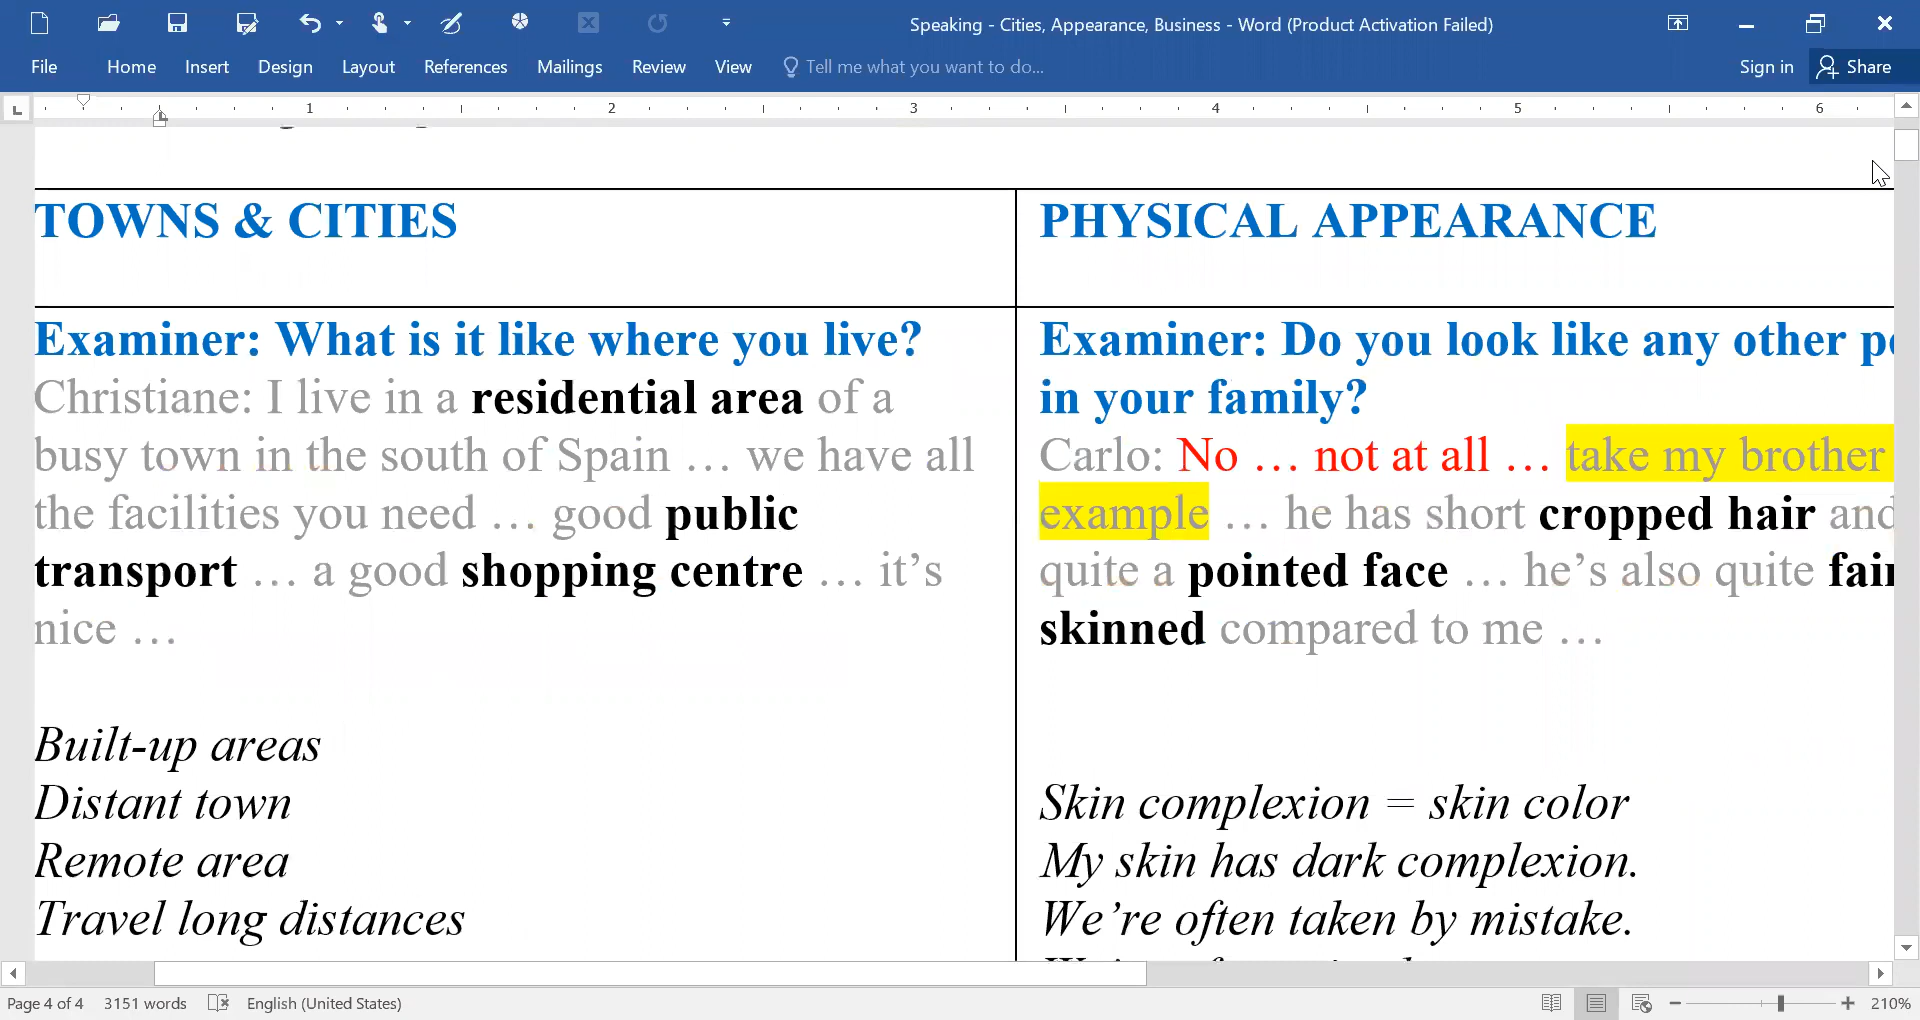 Speaking - Cities, Appearance, Business - Word (Product Activation Failed)
File Home Insert Design Layout References Mailings Review View Tell me what you want to do... Sign in Share
1 2 3 4 5 6
TOWNS & CITIES
Examiner: What is it like where you live?
Christiane: I live in a residential area of a
busy town in the south of Spain … we have all
the facilities you need … good public
transport … a good shopping centre … it’s
nice …
Built-up areas
Distant town
Remote area
Travel long distances
PHYSICAL APPEARANCE
Examiner: Do you look like any other
in your family?
Carlo: No … not at all … take my brother
example … he has short cropped hair and
quite a pointed face … he’s also quite fair
skinned compared to me …
Skin complexion = skin color
My skin has dark complexion.
We’re often taken by mistake.
Page 4 of 4 3151 words English (United States) 210%